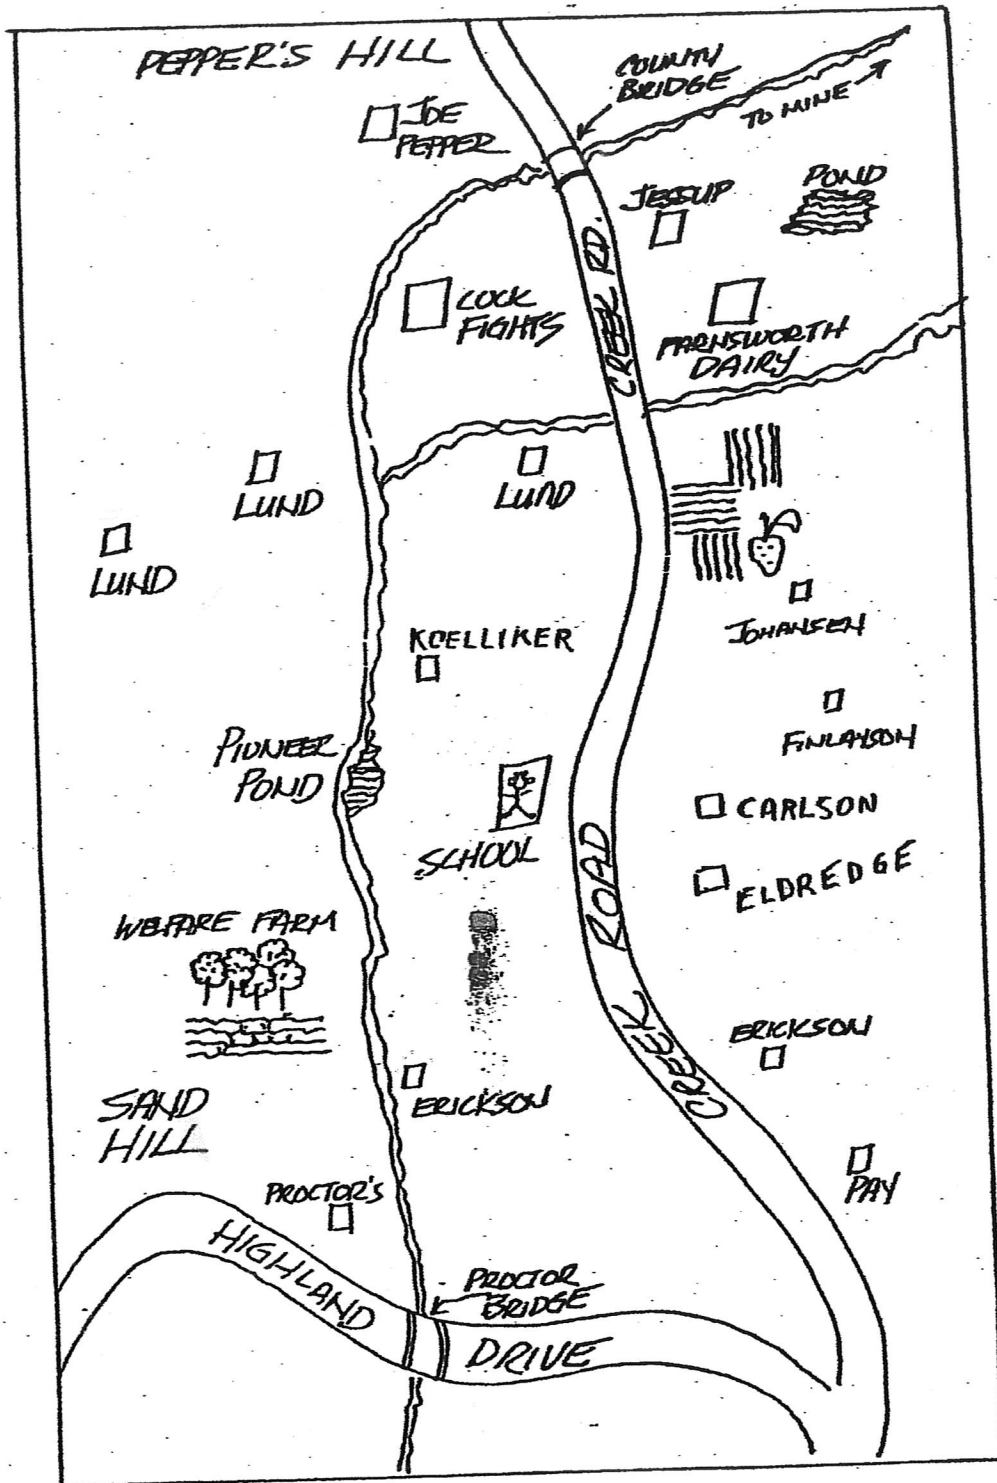 PEPPER'S HILL
COUNTY
BRIDGE
TO MINE
JOE
PEPPER
JESSUP
POND
CREEK RD.
COCK
FIGHTS
FARNSWORTH
DAIRY
LUND
LUND
LUND
JOHANSEN
KOELLIKER
FINLAYSON
PIONEER
POND
CARLSON
SCHOOL
ELDREDGE
WELFARE FARM
CREEK ROAD
ERICKSON
ERICKSON
SAND
HILL
PAY
PROCTOR'S
HIGHLAND DRIVE
PROCTOR
BRIDGE